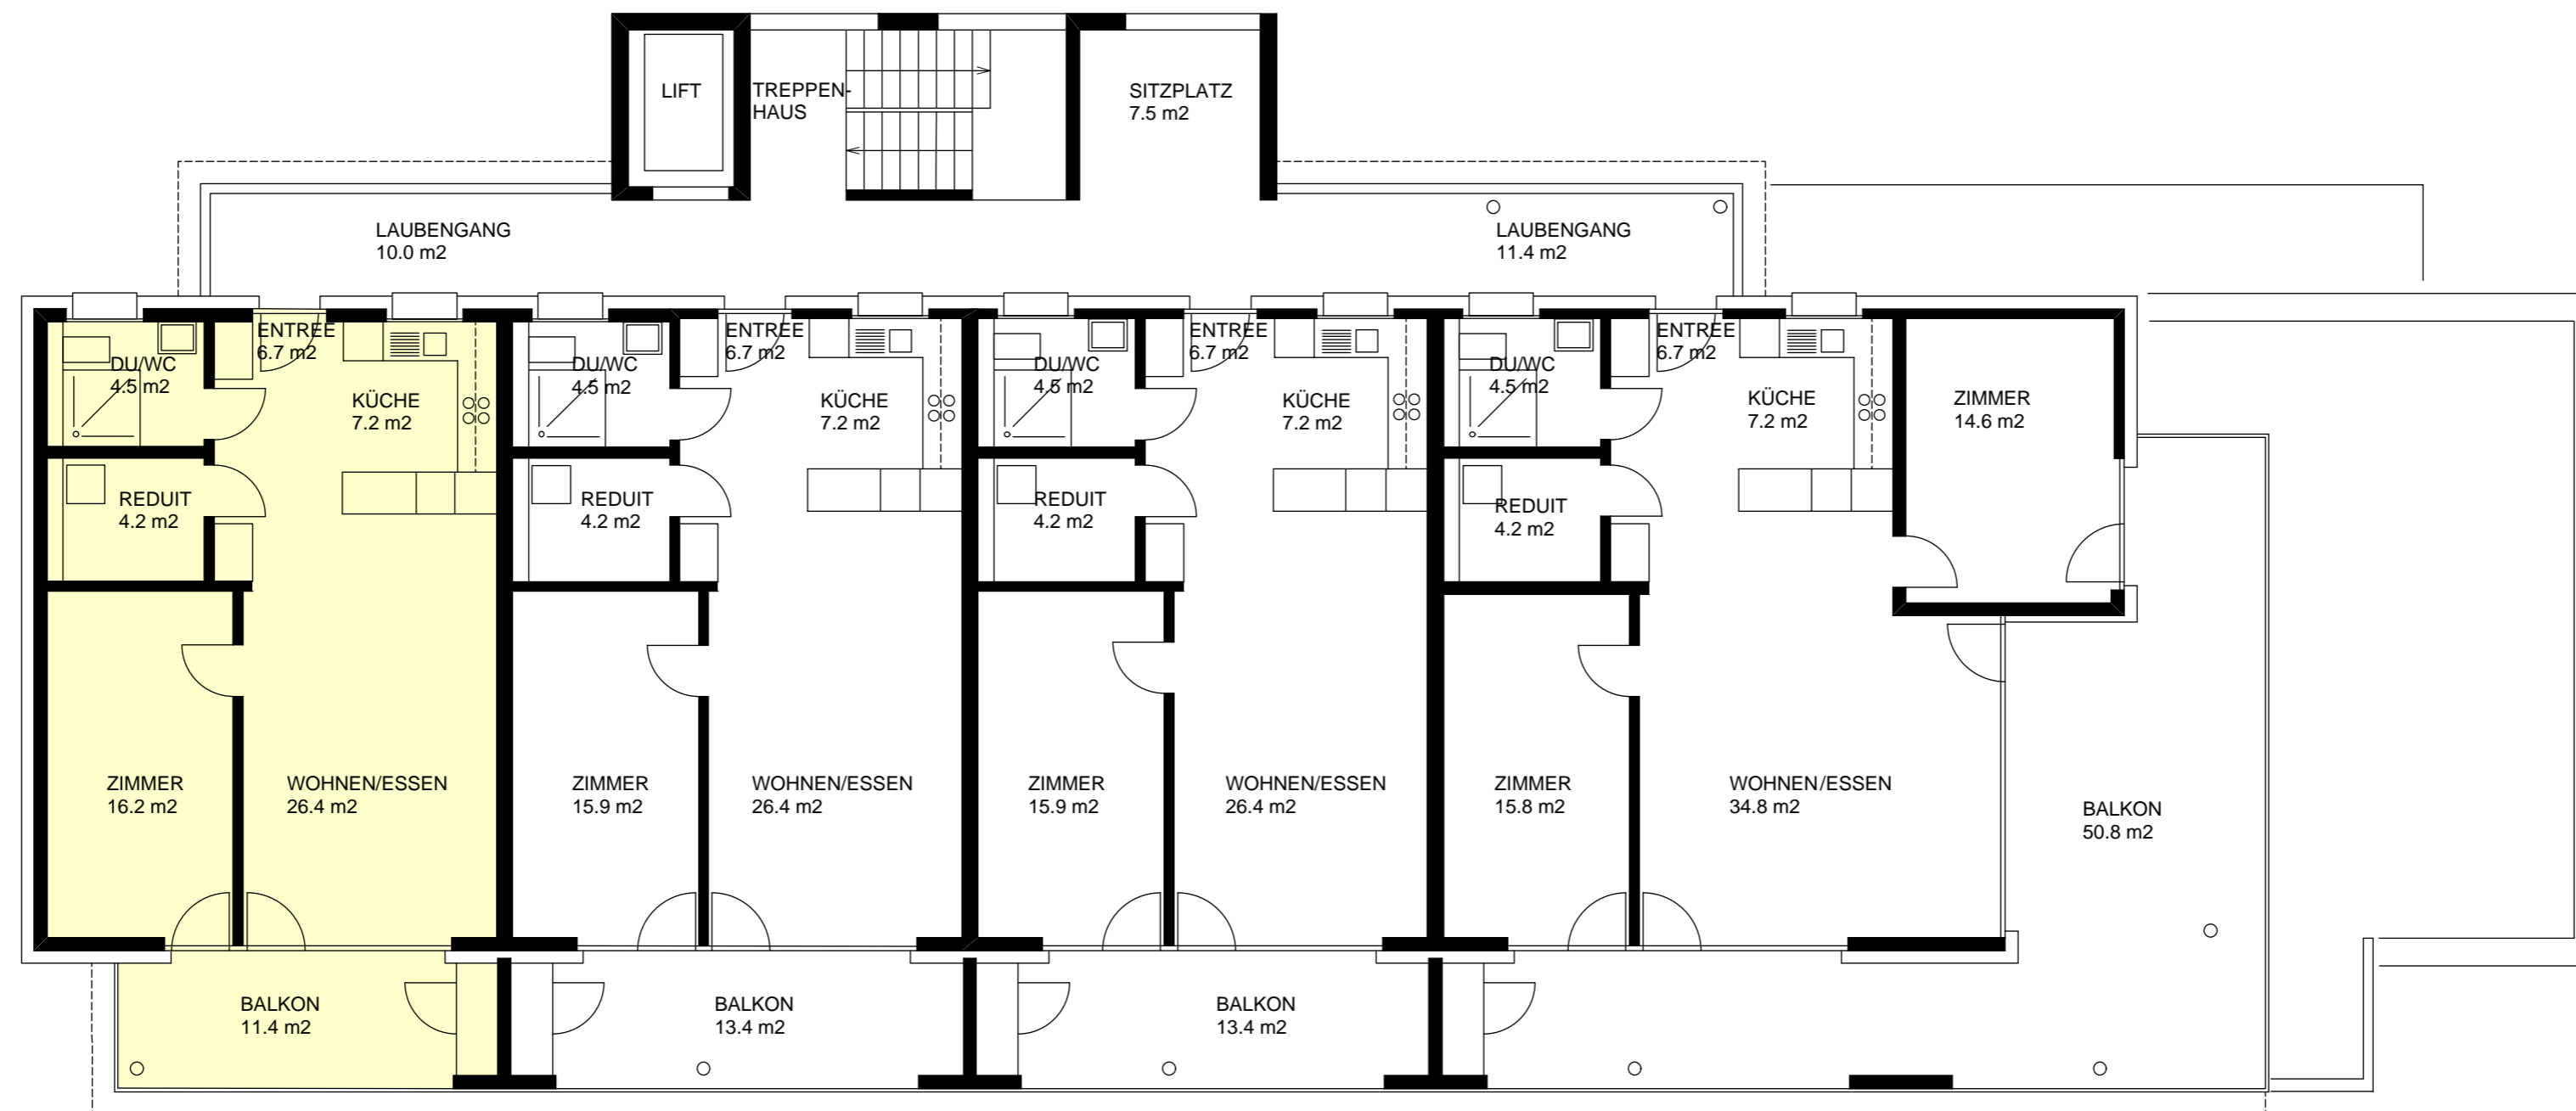 LIFT
TREPPEN-
HAUS
SITZPLATZ
7.5 m2
LAUBENGANG
10.0 m2
LAUBENGANG
11.4 m2
ENTREE
6.7 m2
DU/WC
4.5 m2
KÜCHE
7.2 m2
REDUIT
4.2 m2
ZIMMER
16.2 m2
WOHNEN/ESSEN
26.4 m2
BALKON
11.4 m2
ENTREE
6.7 m2
DU/WC
4.5 m2
KÜCHE
7.2 m2
REDUIT
4.2 m2
ZIMMER
15.9 m2
WOHNEN/ESSEN
26.4 m2
BALKON
13.4 m2
ENTREE
6.7 m2
DU/WC
4.5 m2
KÜCHE
7.2 m2
REDUIT
4.2 m2
ZIMMER
15.9 m2
WOHNEN/ESSEN
26.4 m2
BALKON
13.4 m2
ENTREE
6.7 m2
DU/WC
4.5 m2
KÜCHE
7.2 m2
ZIMMER
14.6 m2
REDUIT
4.2 m2
ZIMMER
15.8 m2
WOHNEN/ESSEN
34.8 m2
BALKON
50.8 m2